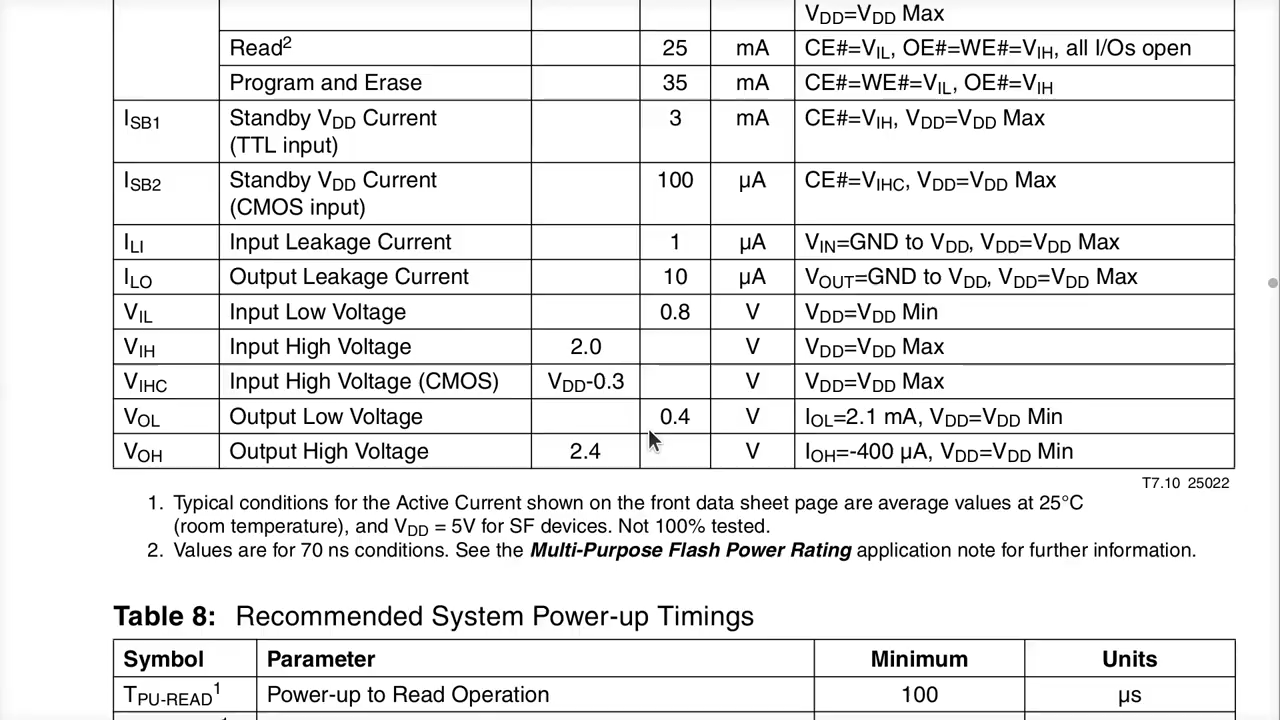 VDD=VDD Max
Read2 25 mA CE#=VIL, OE#=WE#=VIH, all I/Os open
Program and Erase 35 mA CE#=WE#=VIL, OE#=VIH
ISB1 Standby VDD Current 3 mA CE#=VIH, VDD=VDD Max
(TTL input)
ISB2 Standby VDD Current 100 µA CE#=VIHC, VDD=VDD Max
(CMOS input)
ILI Input Leakage Current 1 µA VIN=GND to VDD, VDD=VDD Max
ILO Output Leakage Current 10 µA VOUT=GND to VDD, VDD=VDD Max
VIL Input Low Voltage 0.8 V VDD=VDD Min
VIH Input High Voltage 2.0 V VDD=VDD Max
VIHC Input High Voltage (CMOS) VDD-0.3 V VDD=VDD Max
VOL Output Low Voltage 0.4 V IOL=2.1 mA, VDD=VDD Min
VOH Output High Voltage 2.4 V IOH=-400 µA, VDD=VDD Min
T7.10 25022
1. Typical conditions for the Active Current shown on the front data sheet page are average values at 25°C
(room temperature), and VDD = 5V for SF devices. Not 100% tested.
2. Values are for 70 ns conditions. See the Multi-Purpose Flash Power Rating application note for further information.
Table 8: Recommended System Power-up Timings
Symbol Parameter Minimum Units
TPU-READ1 Power-up to Read Operation 100 µs